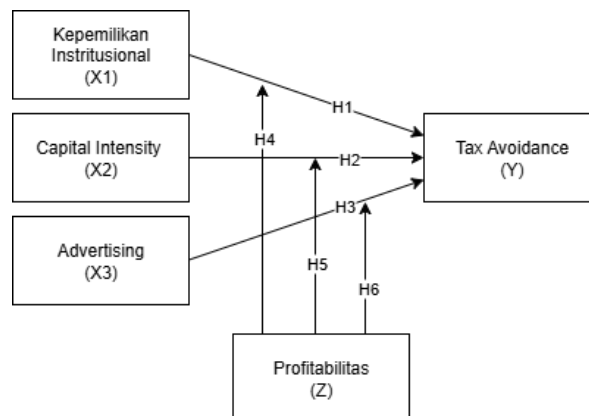 Kepemilikan
Instritusional
(X1)
H1
H4
Capital Intensity
(X2)
H2
Tax Avoidance
(Y)
H3
Advertising
(X3)
H5
H6
Profitabilitas
(Z)